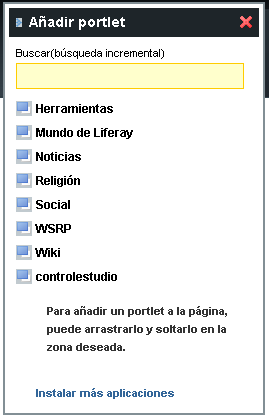 Añadir portlet
Buscar(búsqueda incremental)
Herramientas
Mundo de Liferay
Noticias
Religión
Social
WSRP
Wiki
controlestudio
Para añadir un portlet a la página,
puede arrastrarlo y soltarlo en la
zona deseada.
Instalar más aplicaciones